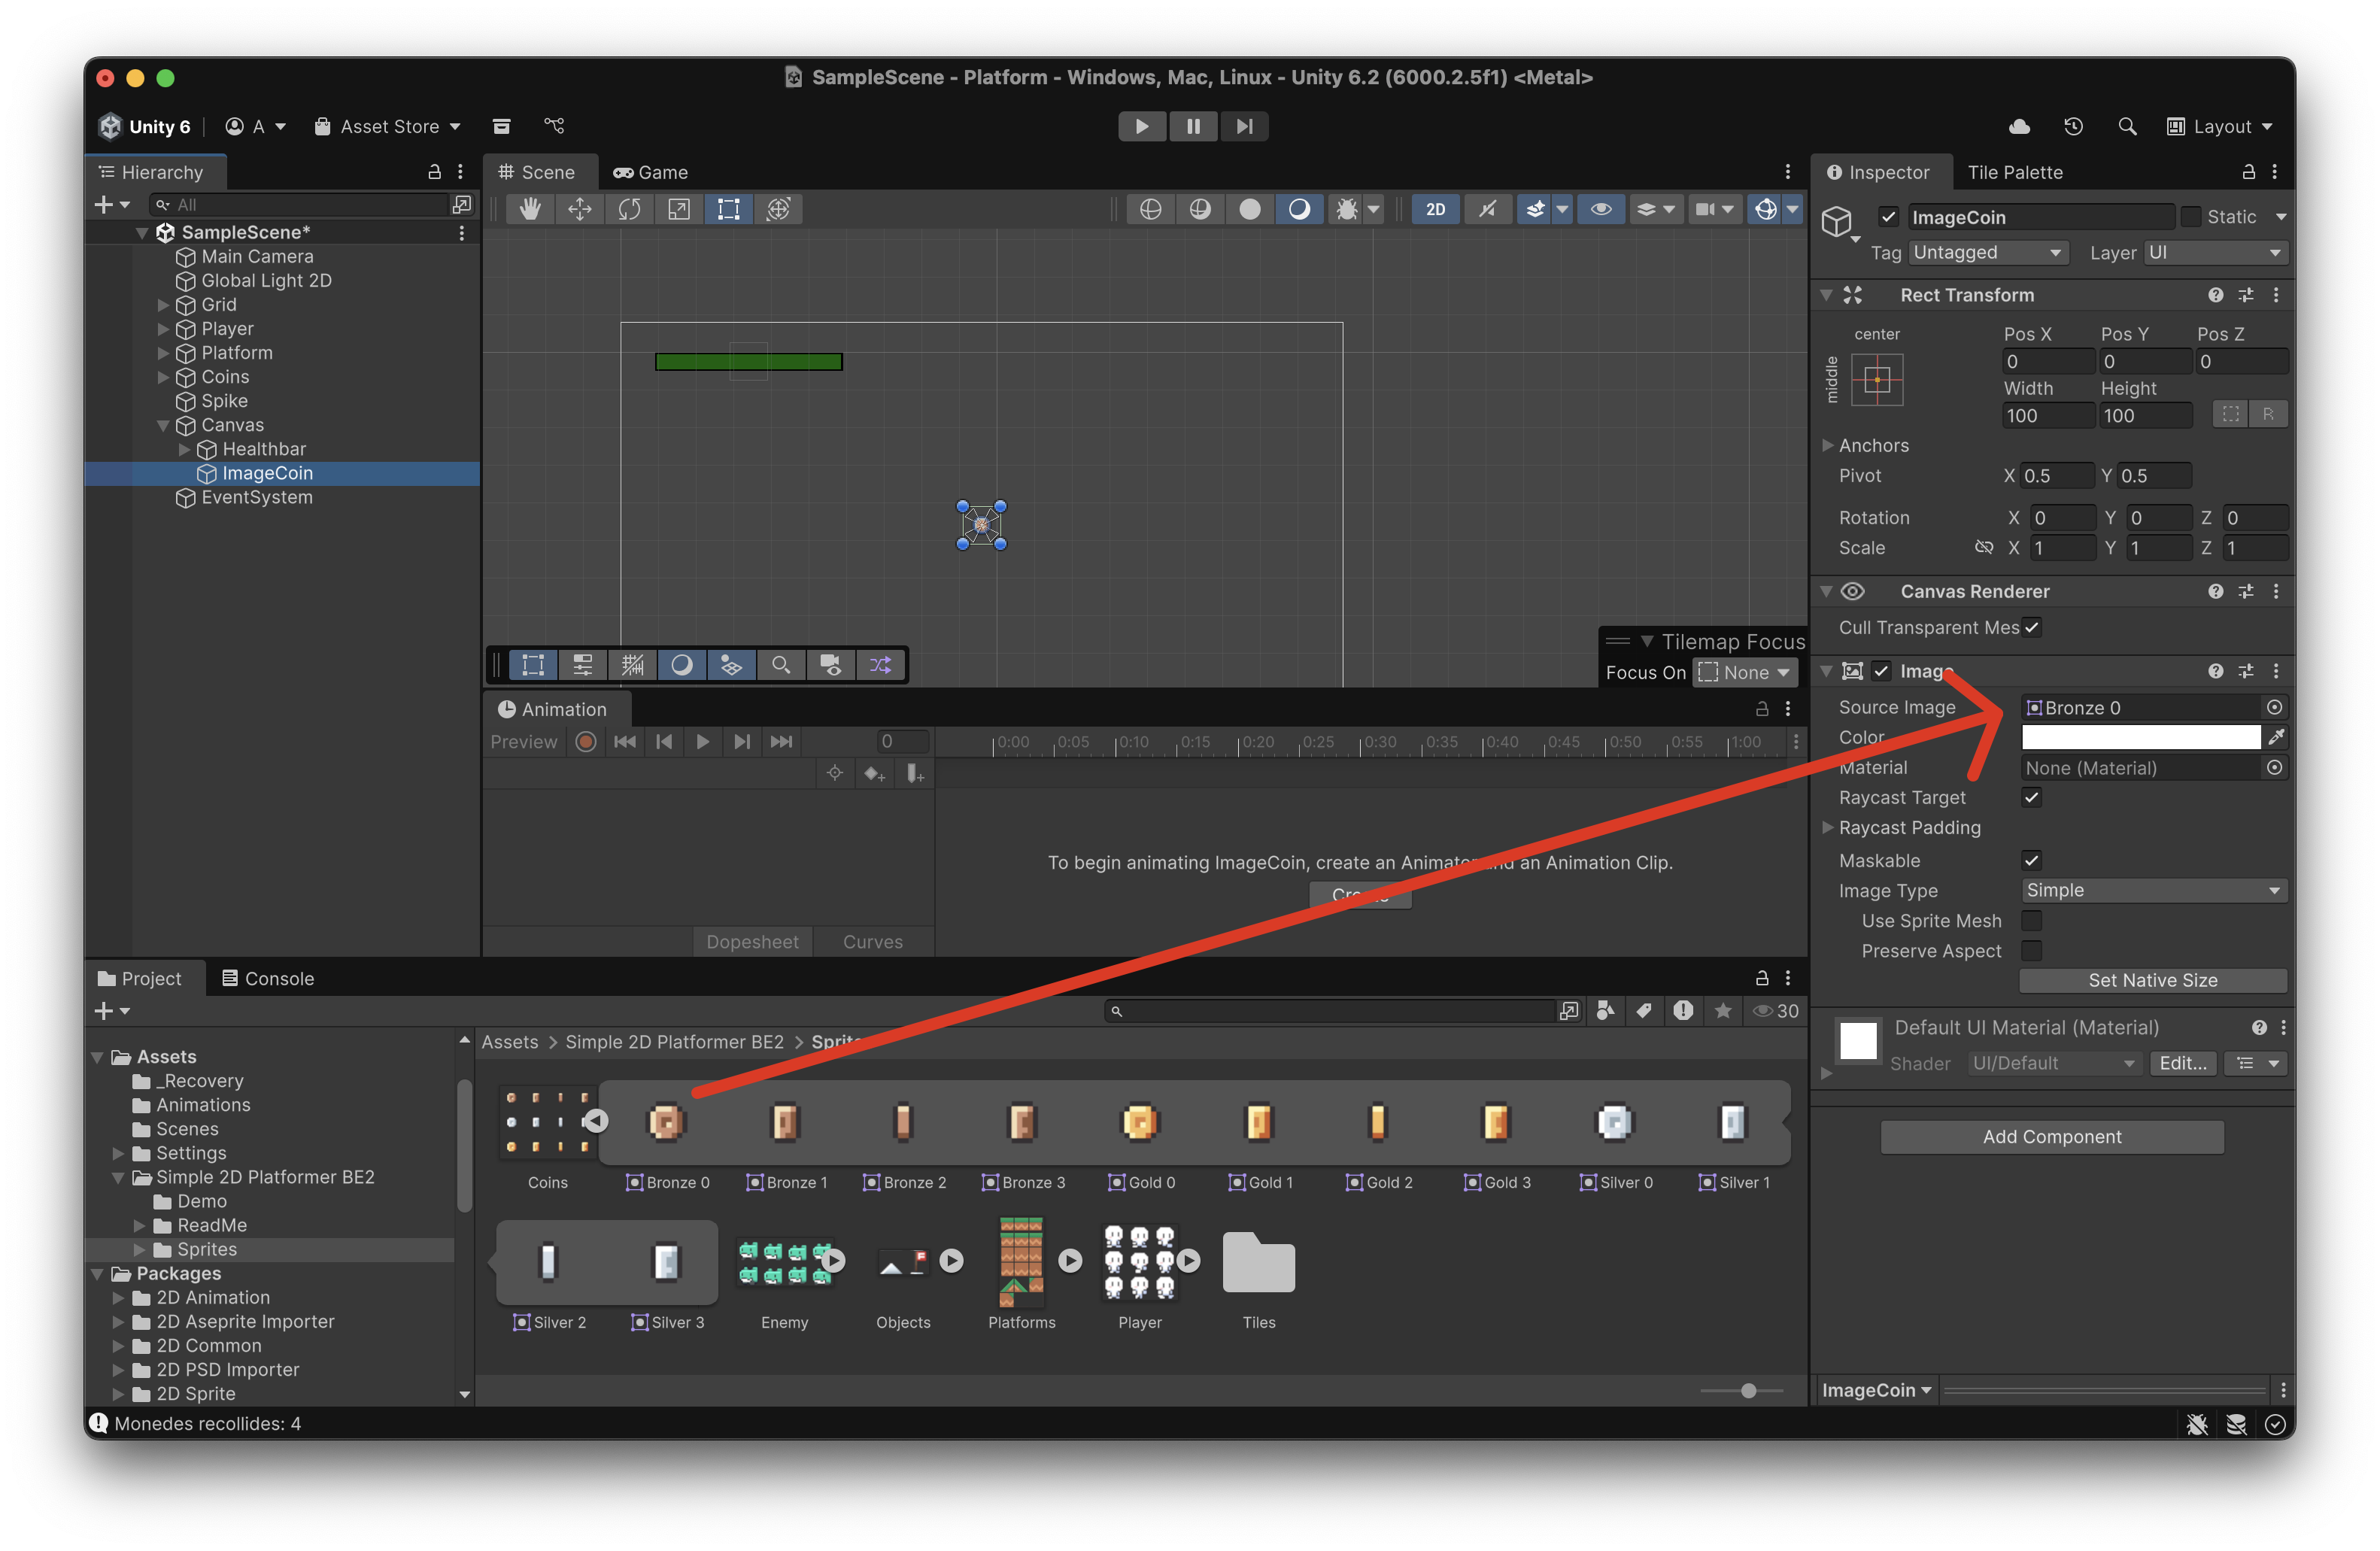 SampleScene - Platform - Windows, Mac, Linux - Unity 6.2 (6000.2.5f1) <Metal>
Unity 6
A
Asset Store
Layout
Hierarchy
All
SampleScene*
Main Camera
Global Light 2D
Grid
Player
Platform
Coins
Spike
Canvas
Healthbar
ImageCoin
EventSystem
Scene
Game
2D
Tilemap Focus
Focus On
None
Animation
Preview
0
0:00 0:05 0:10 0:15 0:20 0:25 0:30 0:35 0:40 0:45 0:50 0:55 1:00
To begin animating ImageCoin, create an Animator and an Animation Clip.
Dopesheet
Curves
Inspector
Tile Palette
ImageCoin
Static
Tag
Untagged
Layer
UI
Rect Transform
center
middle
Pos X Pos Y Pos Z
0 0 0
Width Height
100 100
R
Anchors
Pivot X 0.5 Y 0.5
Rotation X 0 Y 0 Z 0
Scale X 1 Y 1 Z 1
Canvas Renderer
Cull Transparent Mes
Image
Source Image
Bronze 0
Color
Material
None (Material)
Raycast Target
Raycast Padding
Maskable
Image Type
Simple
Use Sprite Mesh
Preserve Aspect
Set Native Size
Default UI Material (Material)
Shader
UI/Default
Edit...
Add Component
ImageCoin
Project
Console
30
Assets
_Recovery
Animations
Scenes
Settings
Simple 2D Platformer BE2
Demo
ReadMe
Sprites
Packages
2D Animation
2D Aseprite Importer
2D Common
2D PSD Importer
2D Sprite
Assets > Simple 2D Platformer BE2 >
Coins
Bronze 0
Bronze 1
Bronze 2
Bronze 3
Gold 0
Gold 1
Gold 2
Gold 3
Silver 0
Silver 1
Silver 2
Silver 3
Enemy
Objects
Platforms
Player
Tiles
Monedes recollides: 4